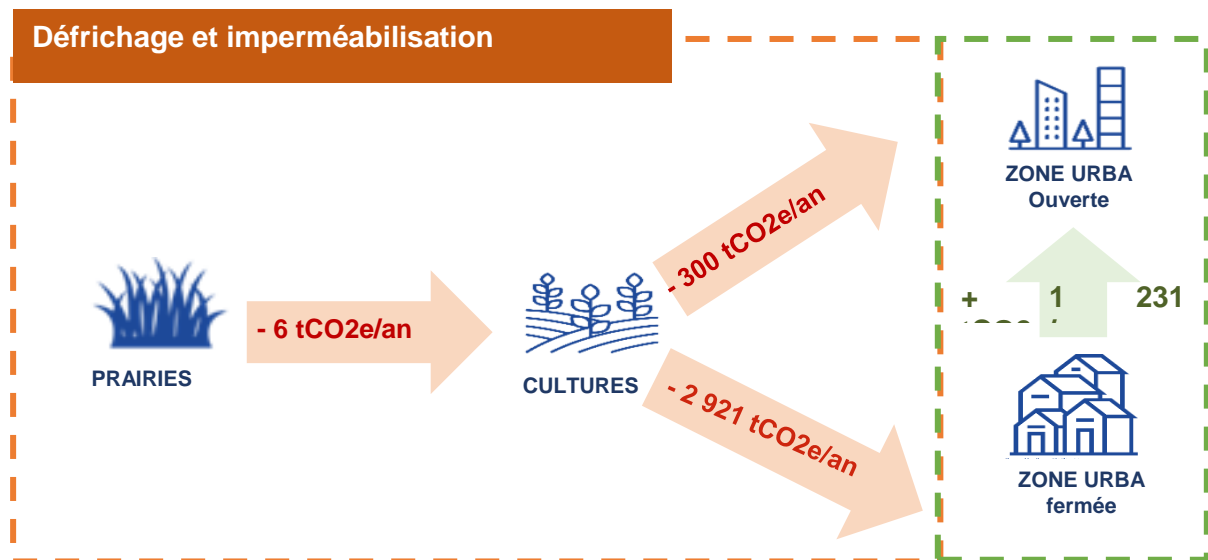 Défrichage et imperméabilisation
ZONE URBA
Ouverte
- 300 tCO2e/an
+ 1 231
- 6 tCO2e/an
PRAIRIES
CULTURES
- 2 921 tCO2e/an
ZONE URBA
fermée